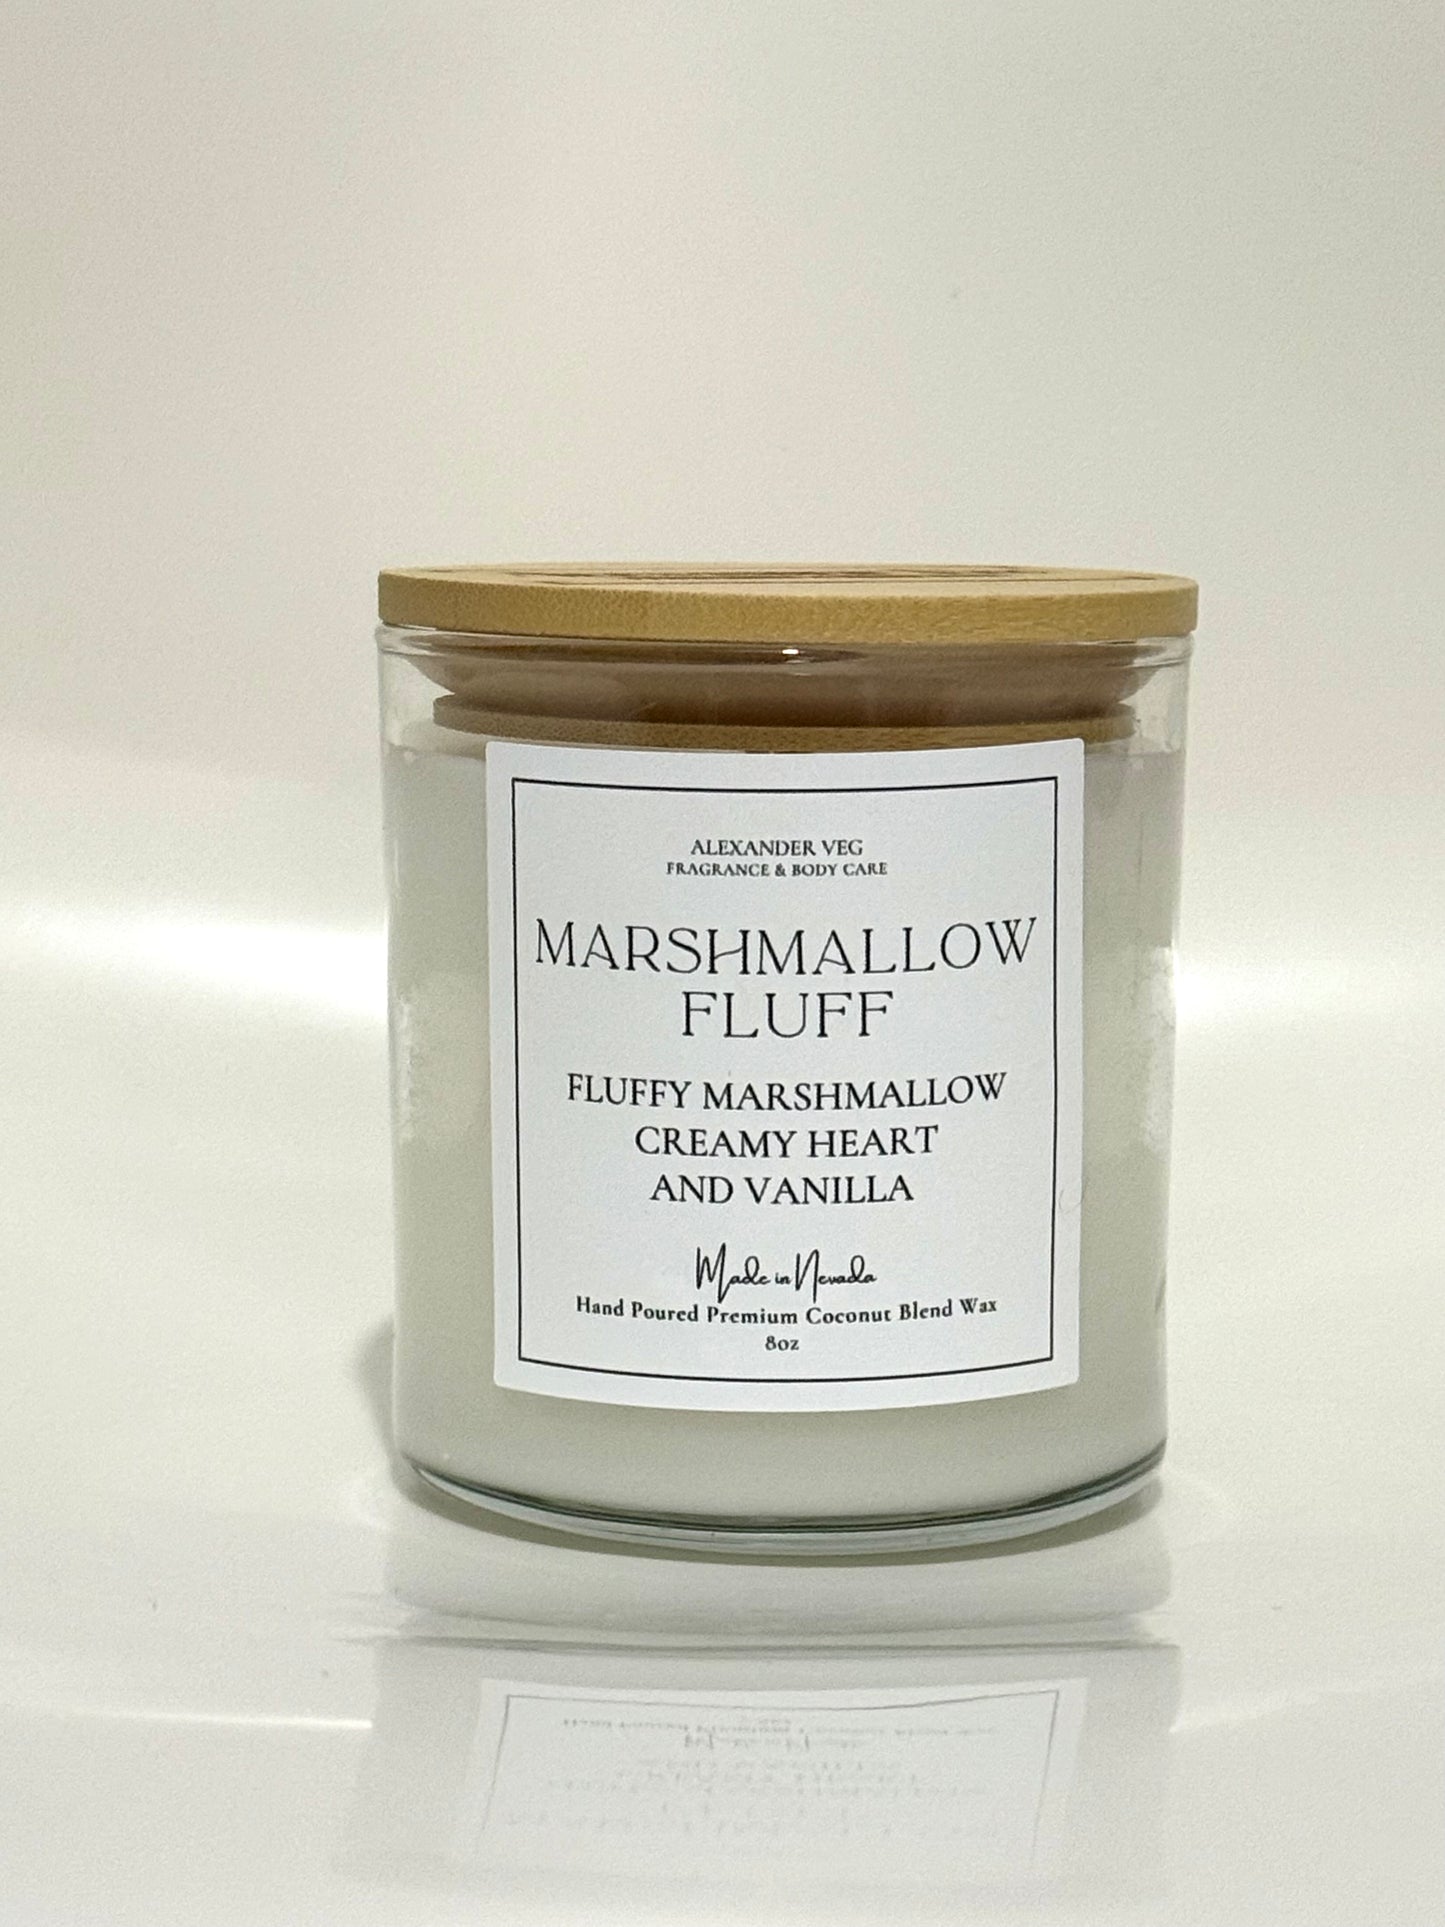 ALEXANDER VEG
FRAGRANCE & BODY CARE
MARSHMALLOW
FLUFF
FLUFFY MARSHMALLOW
CREAMY HEART
AND VANILLA
Made in Nevada
Hand Poured Premium Coconut Blend Wax
8oz